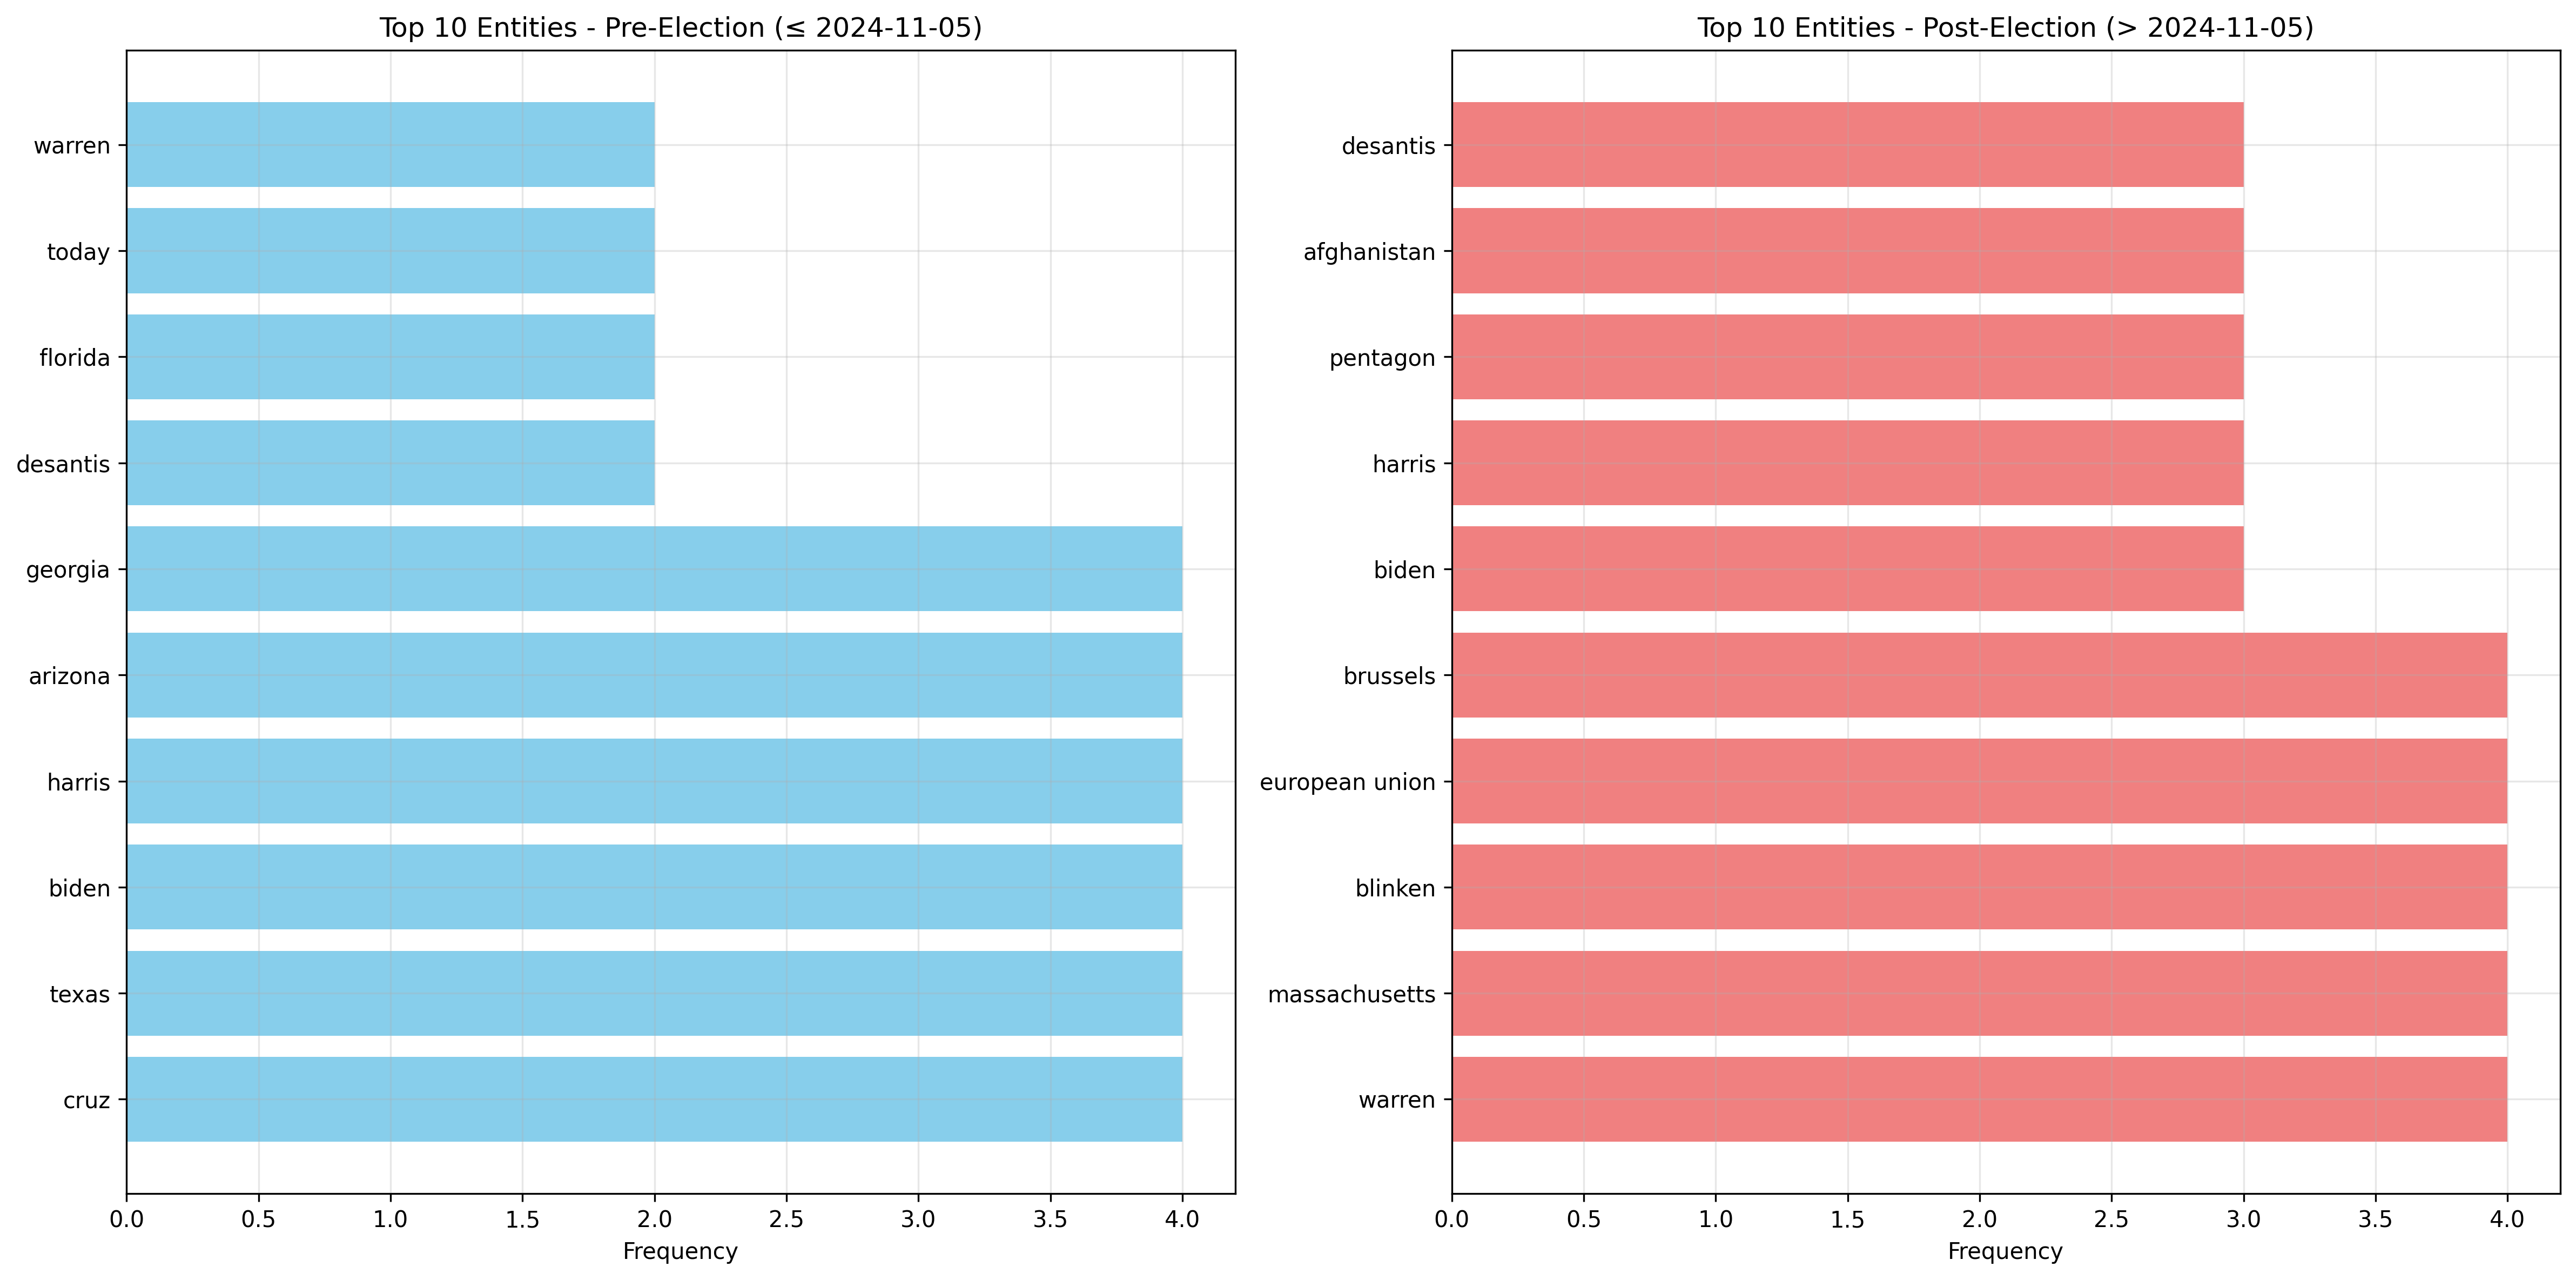 Top 10 Entities - Pre-Election (≤ 2024-11-05)
warren
today
florida
desantis
georgia
arizona
harris
biden
texas
cruz
0.0 0.5 1.0 1.5 2.0 2.5 3.0 3.5 4.0
Frequency
Top 10 Entities - Post-Election (> 2024-11-05)
desantis
afghanistan
pentagon
harris
biden
brussels
european union
blinken
massachusetts
warren
0.0 0.5 1.0 1.5 2.0 2.5 3.0 3.5 4.0
Frequency